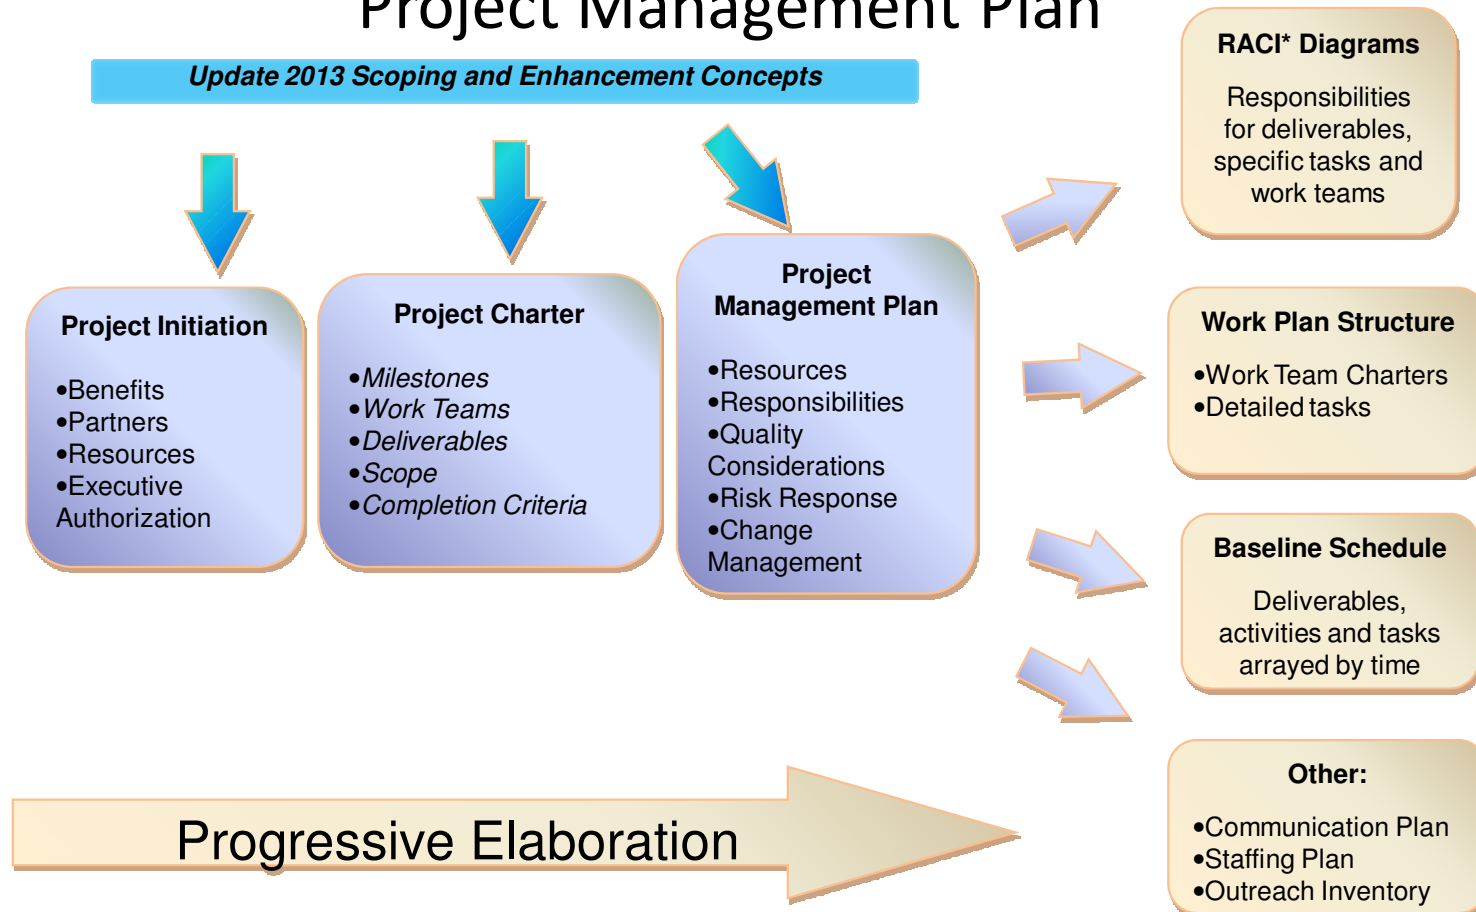 Project Management Plan
Update 2013 Scoping and Enhancement Concepts
Project Initiation
•Benefits
•Partners
•Resources
•Executive
Authorization
Project Charter
•Milestones
•Work Teams
•Deliverables
•Scope
•Completion Criteria
Project
Management Plan
•Resources
•Responsibilities
•Quality
Considerations
•Risk Response
•Change
Management
RACI* Diagrams
Responsibilities
for deliverables,
specific tasks and
work teams
Work Plan Structure
•Work Team Charters
•Detailed tasks
Baseline Schedule
Deliverables,
activities and tasks
arrayed by time
Other:
•Communication Plan
•Staffing Plan
•Outreach Inventory
Progressive Elaboration